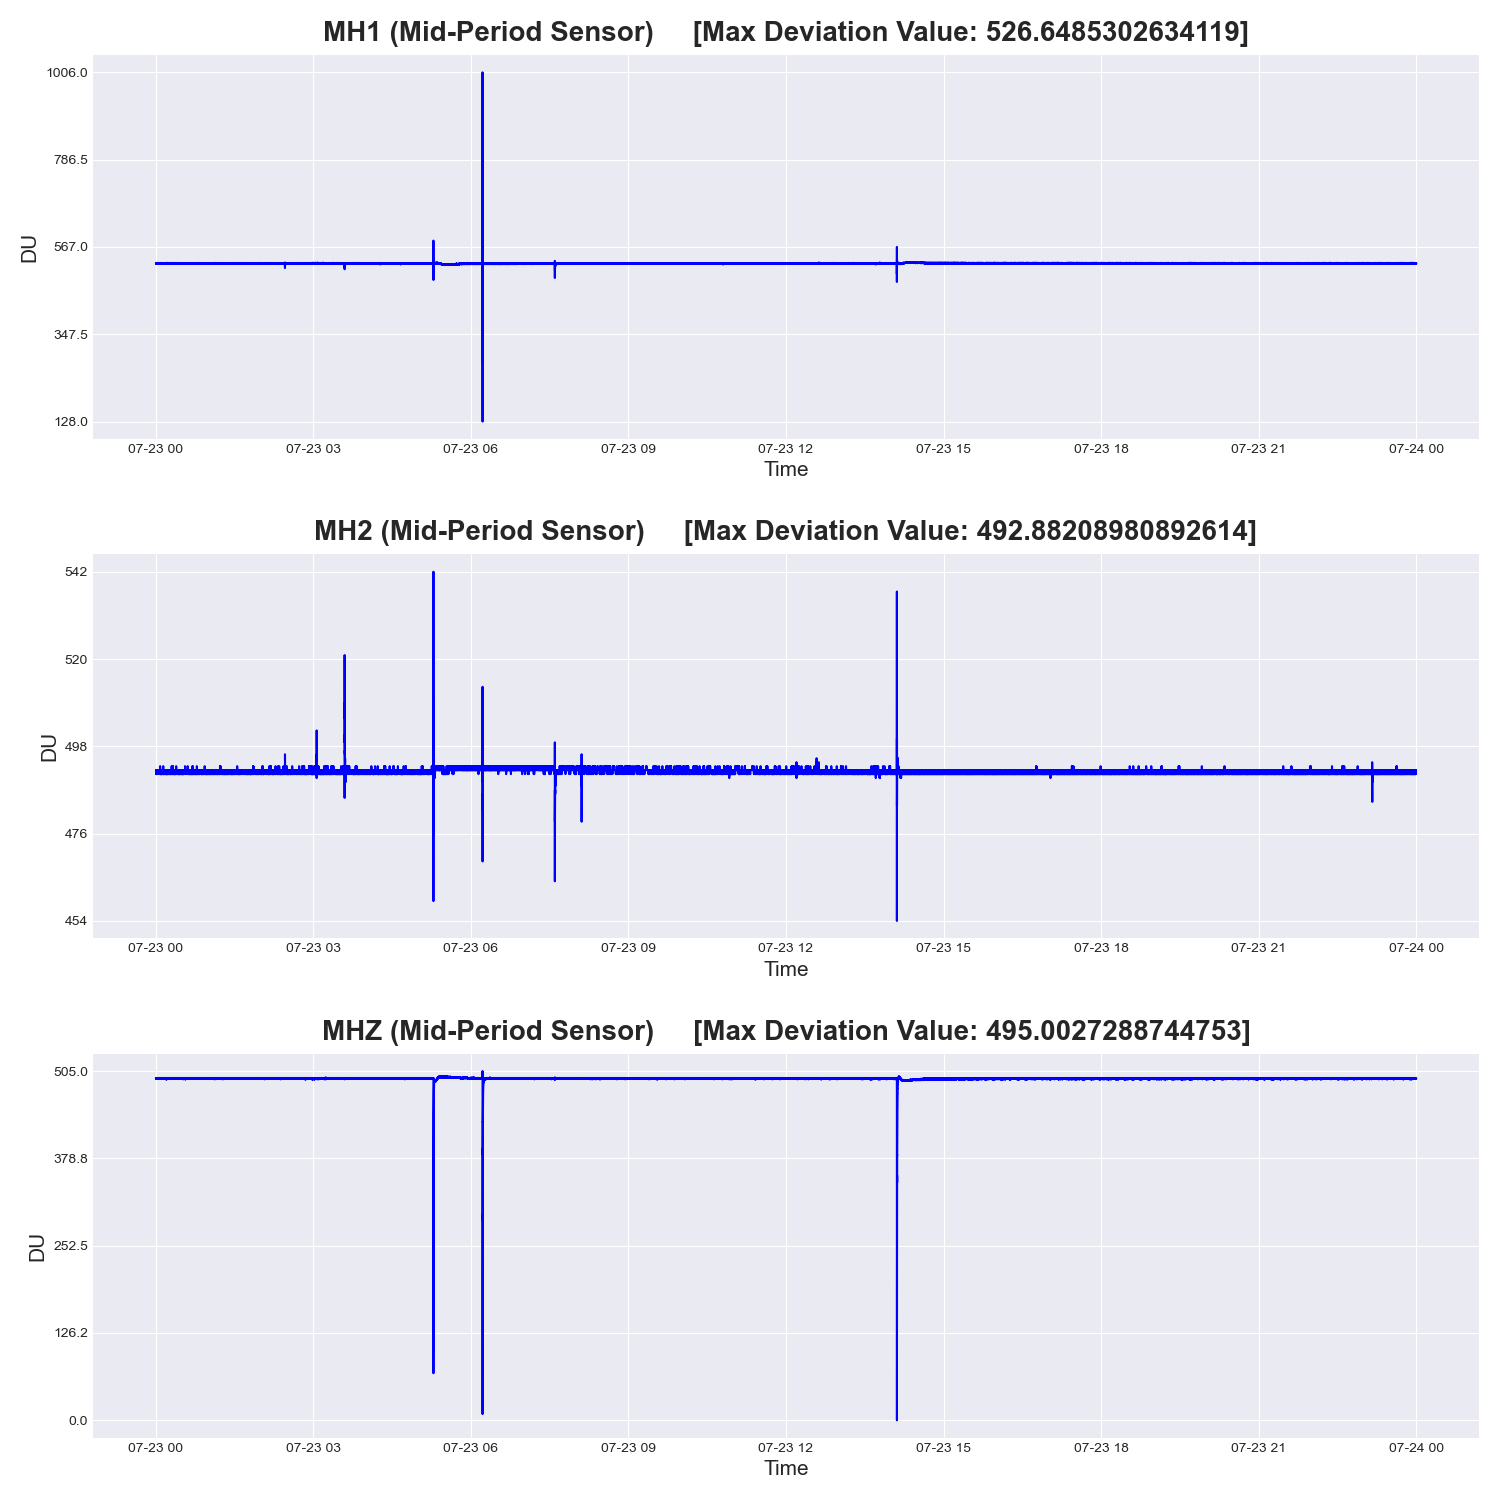 MH1 (Mid-Period Sensor) [Max Deviation Value: 526.6485302634119]
1006.0
786.5
567.0
347.5
128.0
DU
07-23 00 07-23 03 07-23 06 07-23 09 07-23 12 07-23 15 07-23 18 07-23 21 07-24 00
Time
MH2 (Mid-Period Sensor) [Max Deviation Value: 492.88208980892614]
542
520
498
476
454
DU
07-23 00 07-23 03 07-23 06 07-23 09 07-23 12 07-23 15 07-23 18 07-23 21 07-24 00
Time
MHZ (Mid-Period Sensor) [Max Deviation Value: 495.0027288744753]
505.0
378.8
252.5
126.2
0.0
DU
07-23 00 07-23 03 07-23 06 07-23 09 07-23 12 07-23 15 07-23 18 07-23 21 07-24 00
Time